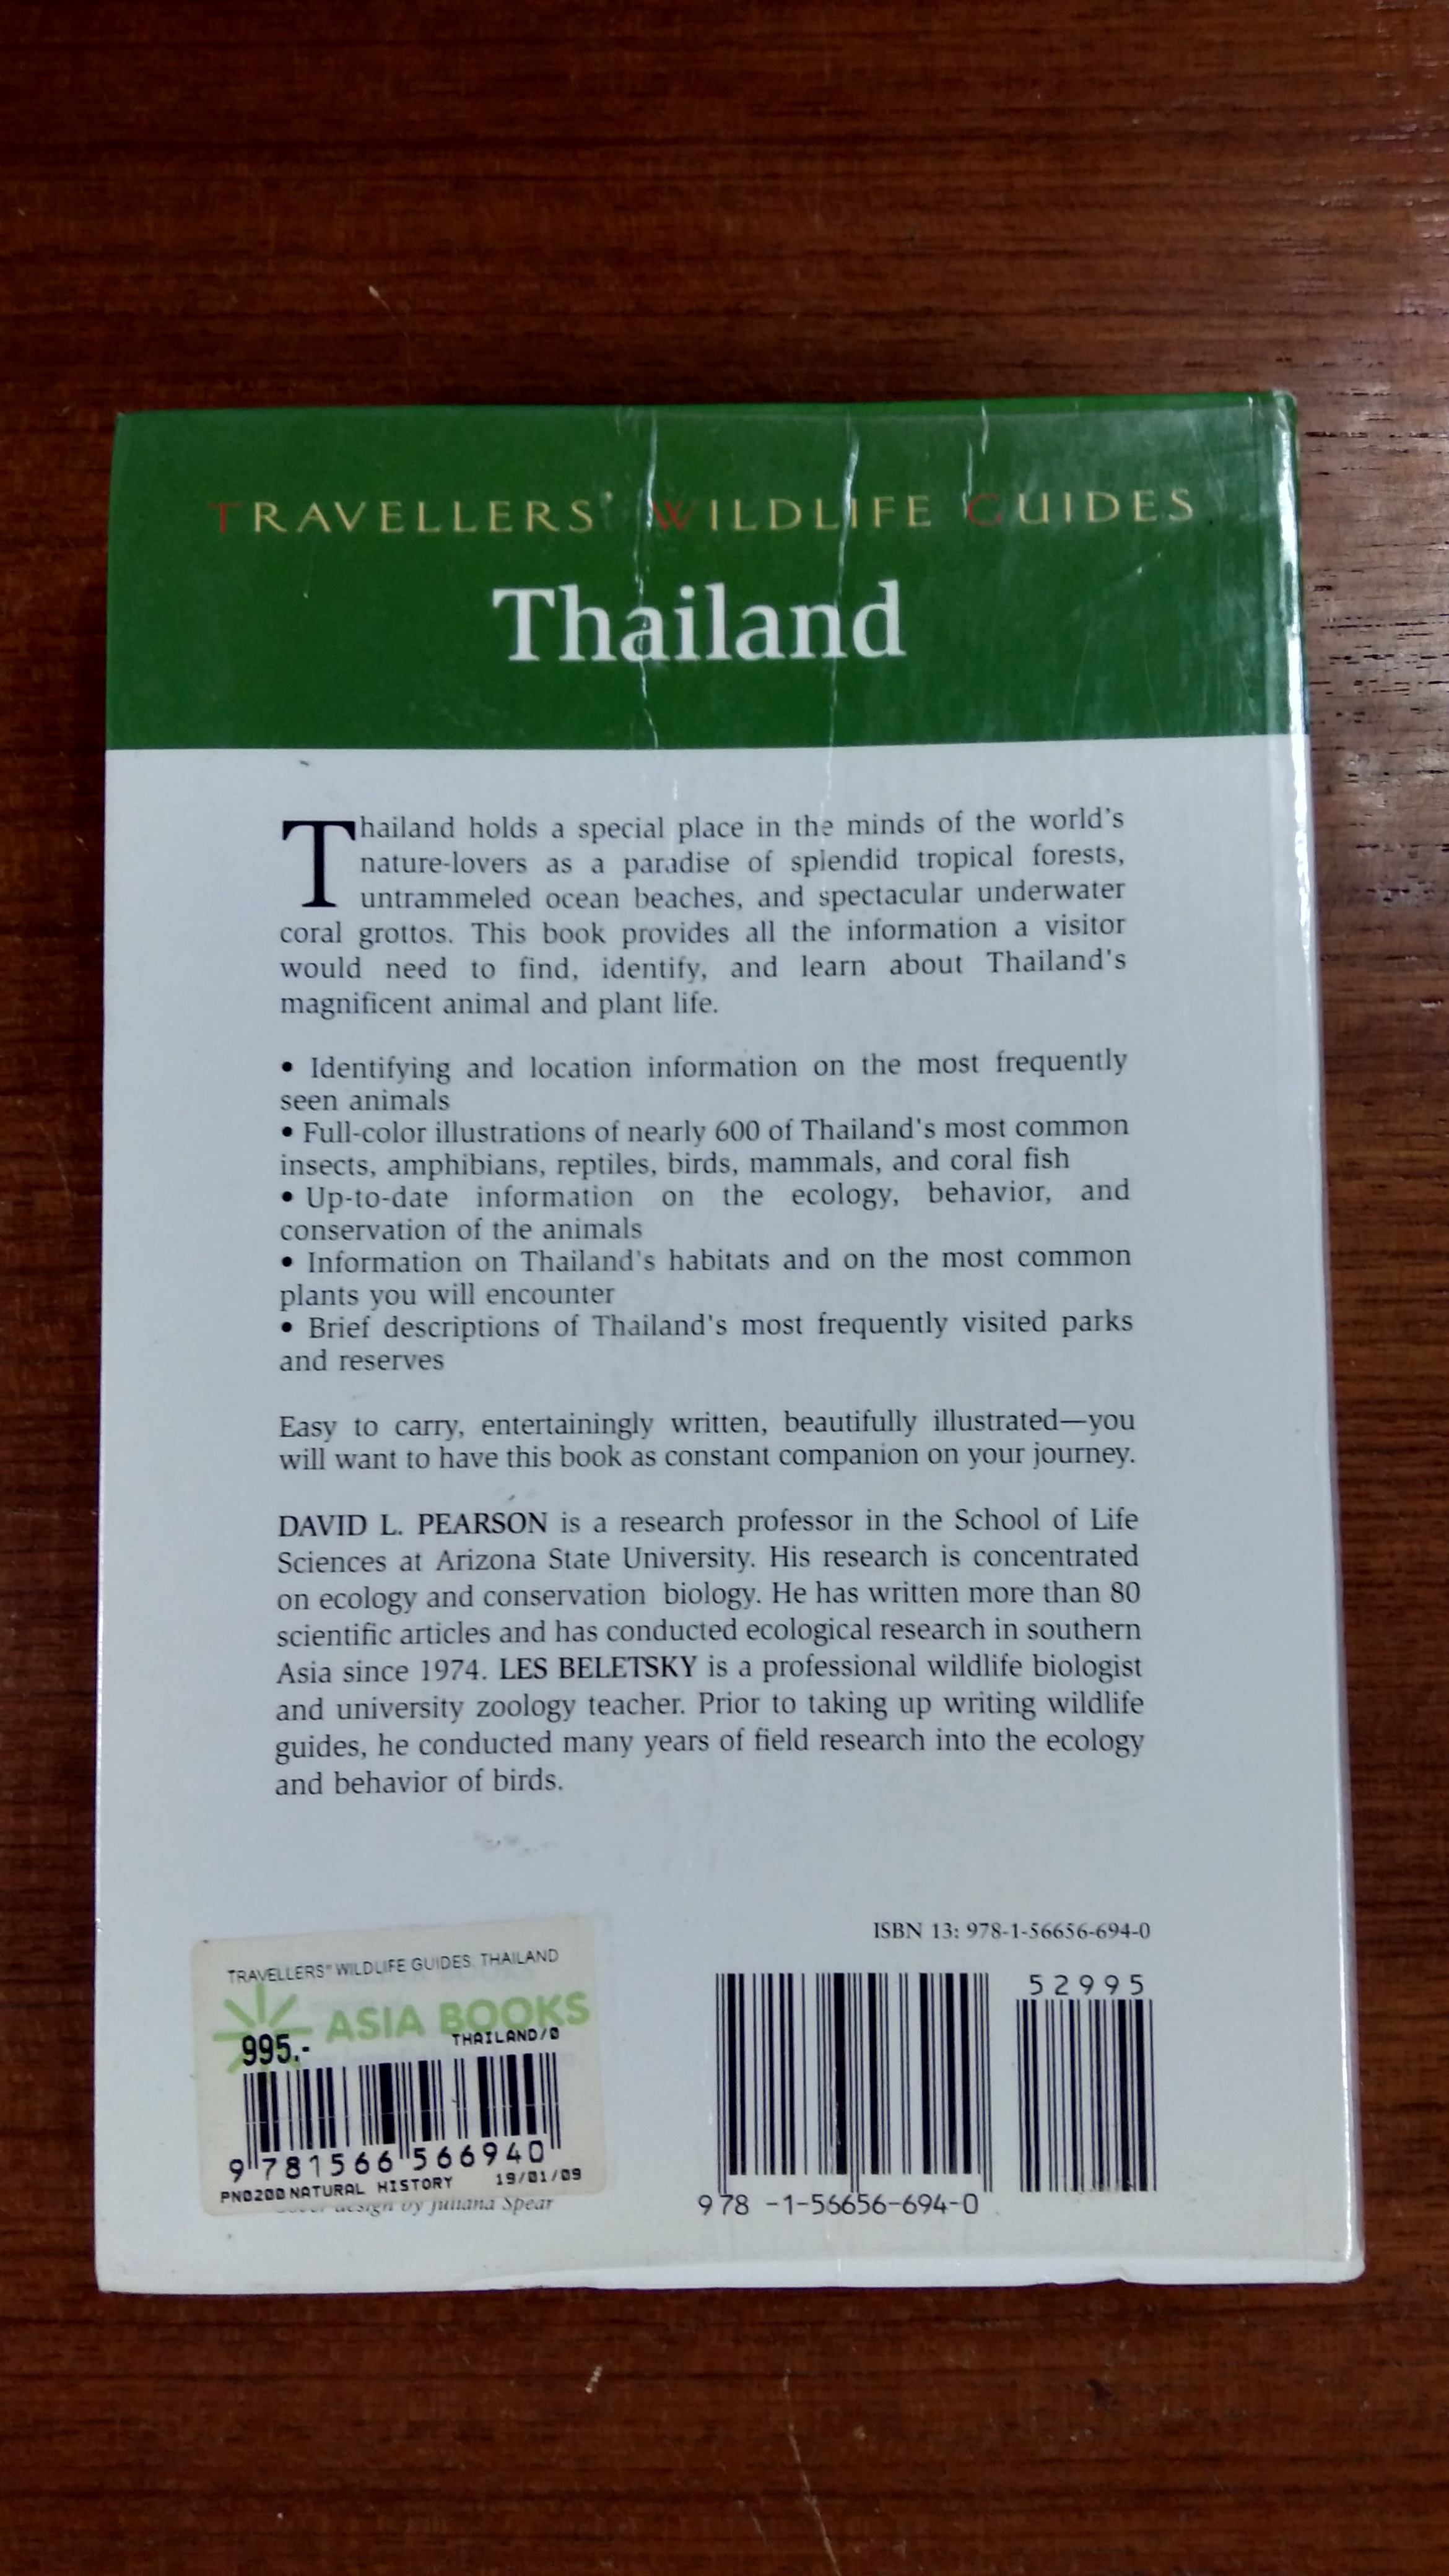 TRAVELLERS' WILDLIFE GUIDES
Thailand
Thailand holds a special place in the minds of the world's
nature-lovers as a paradise of splendid tropical forests,
untrammeled ocean beaches, and spectacular underwater
coral grottos. This book provides all the information a visitor
would need to find, identify, and learn about Thailand's
magnificent animal and plant life.
• Identifying and location information on the most frequently
seen animals
• Full-color illustrations of nearly 600 of Thailand's most common
insects, amphibians, reptiles, birds, mammals, and coral fish
• Up-to-date information on the ecology, behavior, and
conservation of the animals
• Information on Thailand's habitats and on the most common
plants you will encounter
• Brief descriptions of Thailand's most frequently visited parks
and reserves
Easy to carry, entertainingly written, beautifully illustrated—you
will want to have this book as constant companion on your journey.
DAVID L. PEARSON is a research professor in the School of Life
Sciences at Arizona State University. His research is concentrated
on ecology and conservation biology. He has written more than 80
scientific articles and has conducted ecological research in southern
Asia since 1974. LES BELETSKY is a professional wildlife biologist
and university zoology teacher. Prior to taking up writing wildlife
guides, he conducted many years of field research into the ecology
and behavior of birds.
TRAVELLERS" WILDLIFE GUIDES. THAILAND
ASIA BOOKS
995.- THAILAND/0
9 781566 566940
PN0200 NATURAL HISTORY 19/01/09
design by Juliana Spear
ISBN 13: 978-1-56656-694-0
52995
978-1-56656-694-0